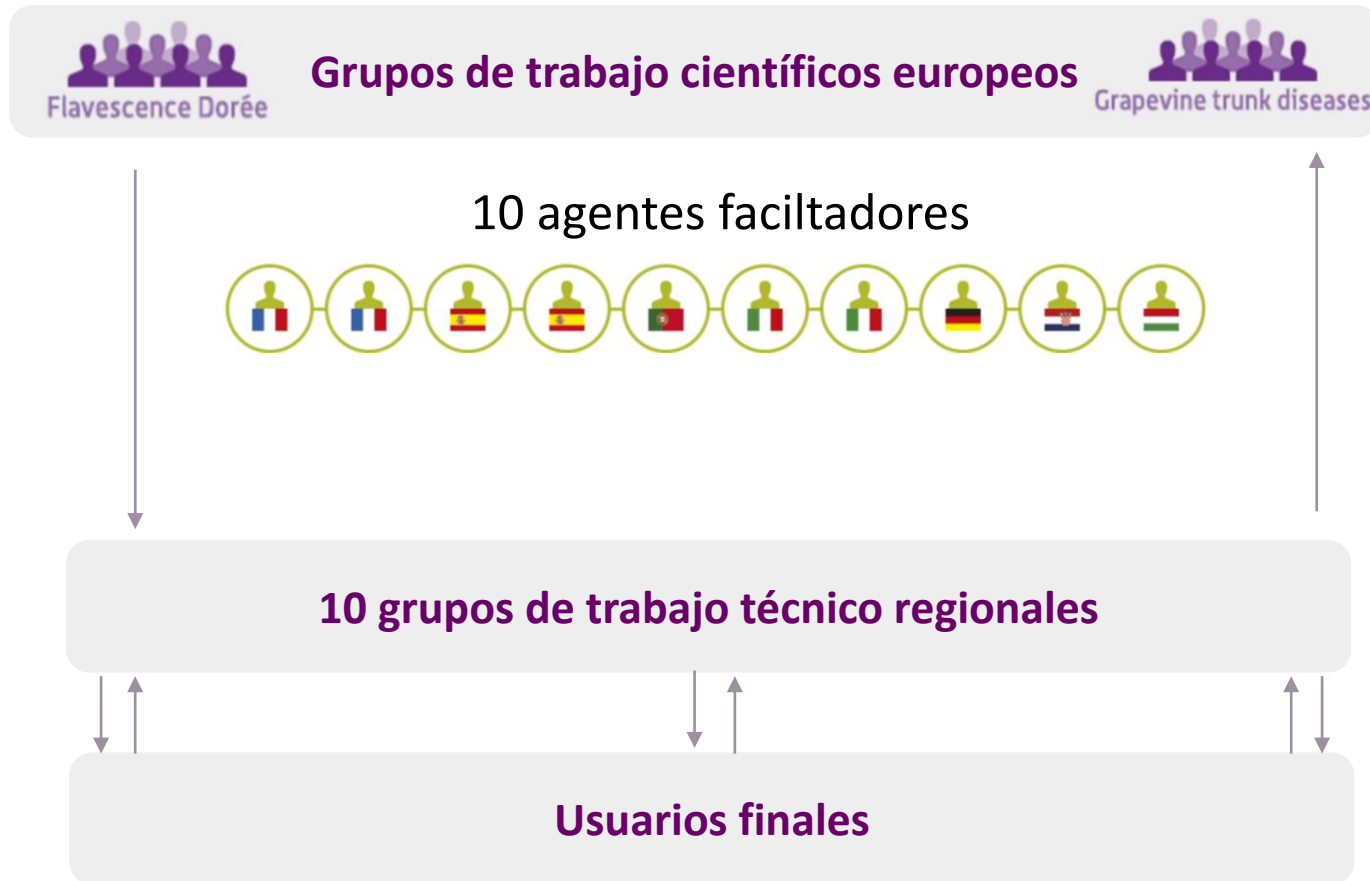 Grupos de trabajo científicos europeos
Flavescence Dorée
Grapevine trunk diseases
10 agentes faciltadores
10 grupos de trabajo técnico regionales
Usuarios finales